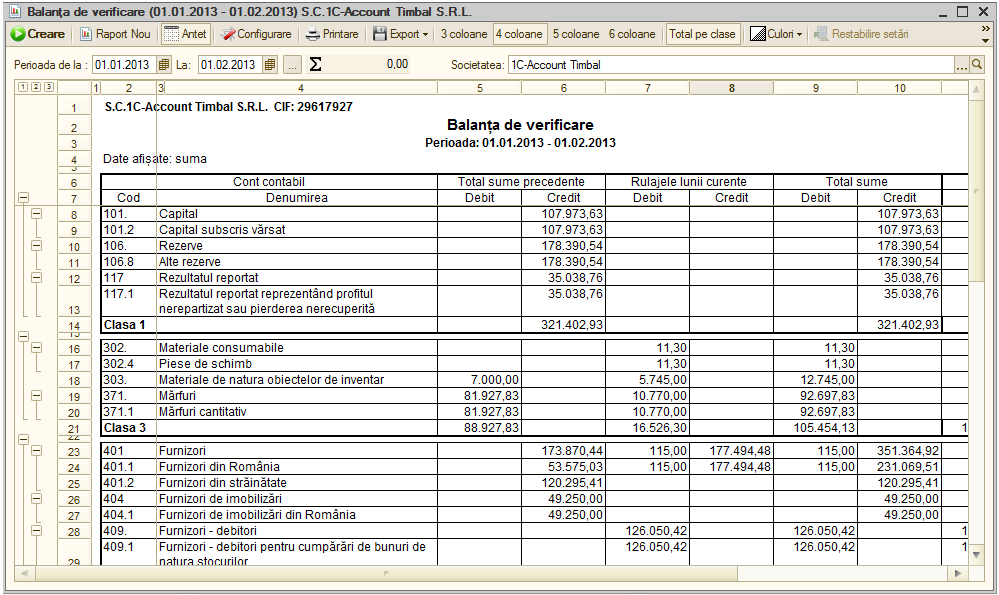 Balanța de verificare (01.01.2013 - 01.02.2013) S.C.1C-Account Timbal S.R.L.
Creare Raport Nou Antet Configurare Printare Export 3 coloane 4 coloane 5 coloane 6 coloane Total pe clase Culori Restabilire setări
Perioada de la : 01.01.2013 La: 01.02.2013 ... Σ 0,00 Societatea: 1C-Account Timbal ...
1 2 3 1 2 3 4 5 6 7 8 9 10
1 S.C.1C-Account Timbal S.R.L. CIF: 29617927
2 Balanța de verificare
3 Perioada: 01.01.2013 - 01.02.2013
4 Date afișate: suma
5
6 Cont contabil Total sume precedente Rulajele lunii curente Total sume
7 Cod Denumirea Debit Credit Debit Credit Debit Credit
8 101. Capital 107.973,63 107.973,63
9 101.2 Capital subscris vărsat 107.973,63 107.973,63
10 106. Rezerve 178.390,54 178.390,54
11 106.8 Alte rezerve 178.390,54 178.390,54
12 117 Rezultatul reportat 35.038,76 35.038,76
117.1 Rezultatul reportat reprezentând profitul 35.038,76 35.038,76
13 nerepartizat sau pierderea nerecuperită
14 Clasa 1 321.402,93 321.402,93
15
16 302. Materiale consumabile 11,30 11,30
17 302.4 Piese de schimb 11,30 11,30
18 303. Materiale de natura obiectelor de inventar 7.000,00 5.745,00 12.745,00
19 371. Mărfuri 81.927,83 10.770,00 92.697,83
20 371.1 Mărfuri cantitativ 81.927,83 10.770,00 92.697,83
21 Clasa 3 88.927,83 16.526,30 105.454,13 1
22
23 401 Furnizori 173.870,44 115,00 177.494,48 115,00 351.364,92
24 401.1 Furnizori din România 53.575,03 115,00 177.494,48 115,00 231.069,51
25 401.2 Furnizori din străinătate 120.295,41 120.295,41
26 404 Furnizori de imobilizări 49.250,00 49.250,00
27 404.1 Furnizori de imobilizări din România 49.250,00 49.250,00
28 409. Furnizori - debitori 126.050,42 126.050,42 1
409.1 Furnizori - debitori pentru cumpărări de bunuri de 126.050,42 126.050,42 1
29 natura stocurilor